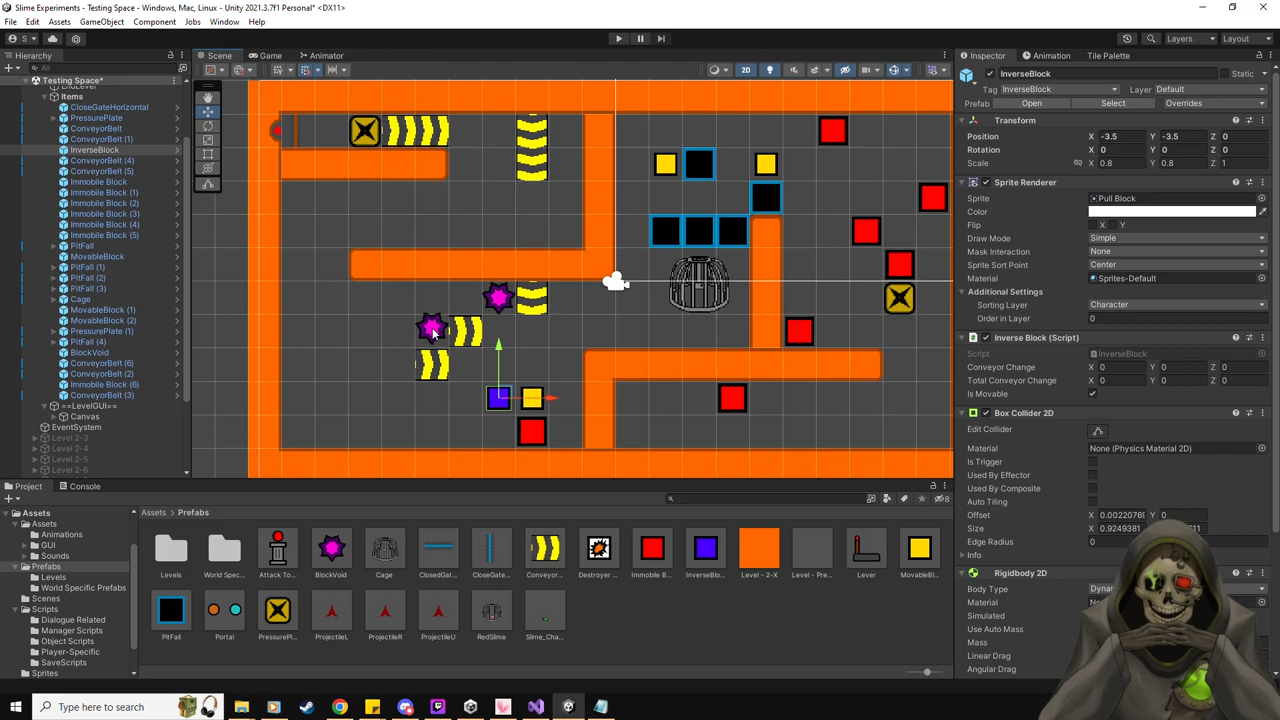 Slime Experiments - Testing Space - Windows, Mac, Linux - Unity 2021.3.7f1 Personal* <DX11>
File Edit Assets GameObject Component Jobs Window Help
S
Layers Layout
Hierarchy
All
Testing Space*
Items
CloseGateHorizontal
PressurePlate
ConveyorBelt
ConveyorBelt (1)
InverseBlock
ConveyorBelt (4)
ConveyorBelt (5)
Immobile Block
Immobile Block (1)
Immobile Block (2)
Immobile Block (3)
Immobile Block (4)
Immobile Block (5)
PitFall
MovableBlock
PitFall (1)
PitFall (2)
PitFall (3)
Cage
MovableBlock (1)
MovableBlock (2)
PressurePlate (1)
PitFall (4)
BlockVoid
ConveyorBelt (6)
ConveyorBelt (2)
Immobile Block (6)
ConveyorBelt (3)
==LevelGUI==
Canvas
EventSystem
Level 2-3
Level 2-4
Level 2-5
Level 2-6
Scene Game Animator
2D
Inspector Animation Tile Palette
InverseBlock Static
Tag InverseBlock Layer Default
Prefab Open Select Overrides
Transform
Position X -3.5 Y -3.5 Z 0
Rotation X 0 Y 0 Z 0
Scale X 0.8 Y 0.8 Z 1
Sprite Renderer
Sprite Pull Block
Color
Flip X Y
Draw Mode Simple
Mask Interaction None
Sprite Sort Point Center
Material Sprites-Default
Additional Settings
Sorting Layer Character
Order in Layer 0
Inverse Block (Script)
Script InverseBlock
Conveyor Change X 0 Y 0 Z 0
Total Conveyor Change X 0 Y 0 Z 0
Is Movable
Box Collider 2D
Edit Collider
Material None (Physics Material 2D)
Is Trigger
Used By Effector
Used By Composite
Auto Tiling
Offset X 0.0022076 Y 0
Size X 0.9249381
Edge Radius 0
Info
Rigidbody 2D
Body Type
Material
Simulated
Use Auto Mass
Mass
Linear Drag
Angular Drag
Project Console
8
Assets
Assets
Animations
GUI
Sounds
Prefabs
Levels
World Specific Prefabs
Scenes
Scripts
Dialogue Related
Manager Scripts
Object Scripts
Player-Specific
SaveScripts
Sprites
Assets > Prefabs
Levels World Spec... Attack To... BlockVoid Cage ClosedGat... CloseGate... Conveyor... Destroyer ... Immobile B... InverseBlo... Level - 2-X Level - Pre... Lever MovableBl...
PitFall Portal PressurePl... ProjectileL ProjectileR ProjectileU RedSlime Slime_Cha...
Type here to search